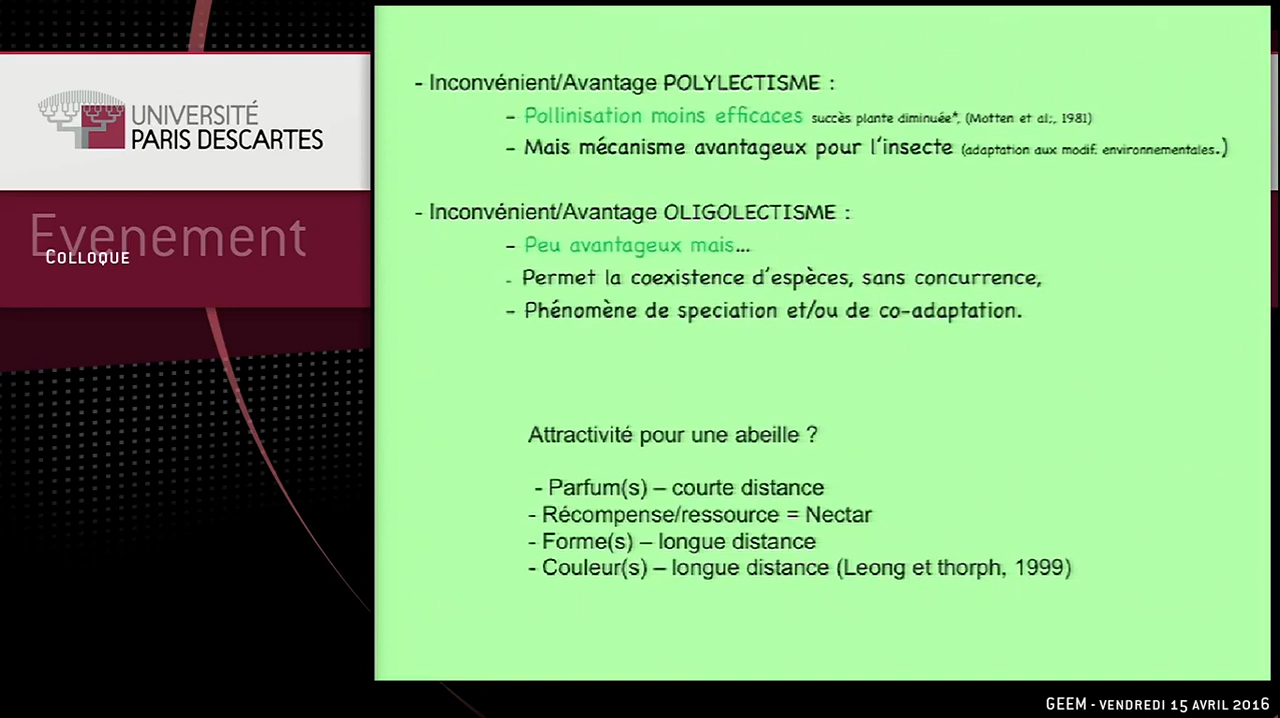 UNIVERSITÉ
PARIS DESCARTES
Evenement
COLLOQUE
- Inconvénient/Avantage POLYLECTISME :
- Pollinisation moins efficaces succès plante diminuée*, (Motten et al;, 1981)
- Mais mécanisme avantageux pour l'insecte (adaptation aux modif. environnementales.)
- Inconvénient/Avantage OLIGOLECTISME :
- Peu avantageux mais...
- Permet la coexistence d'espèces, sans concurrence,
- Phénomène de speciation et/ou de co-adaptation.
Attractivité pour une abeille ?
- Parfum(s) – courte distance
- Récompense/ressource = Nectar
- Forme(s) – longue distance
- Couleur(s) – longue distance (Leong et thorph, 1999)
GEEM - VENDREDI 15 AVRIL 2016